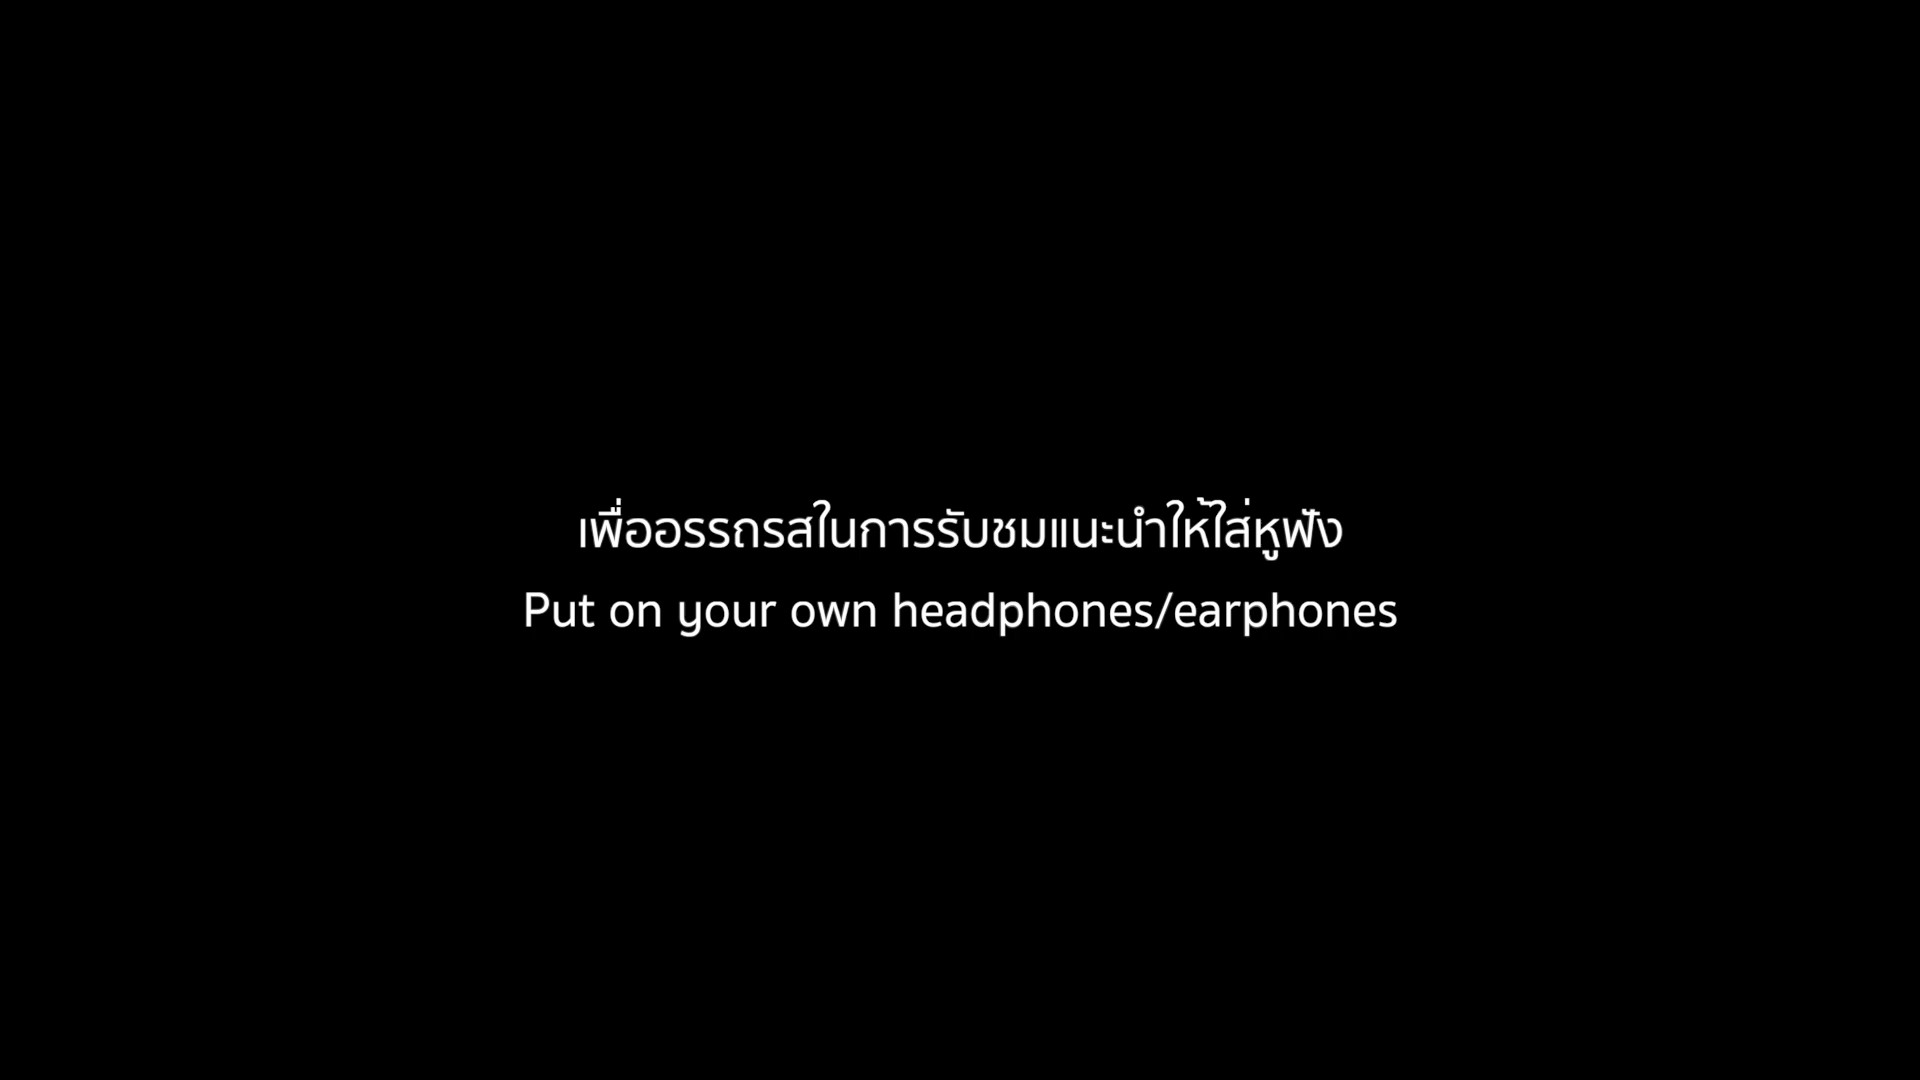 เพื่ออรรถรสในการรับชมแนะนำให้ใส่หูฟัง
Put on your own headphones/earphones